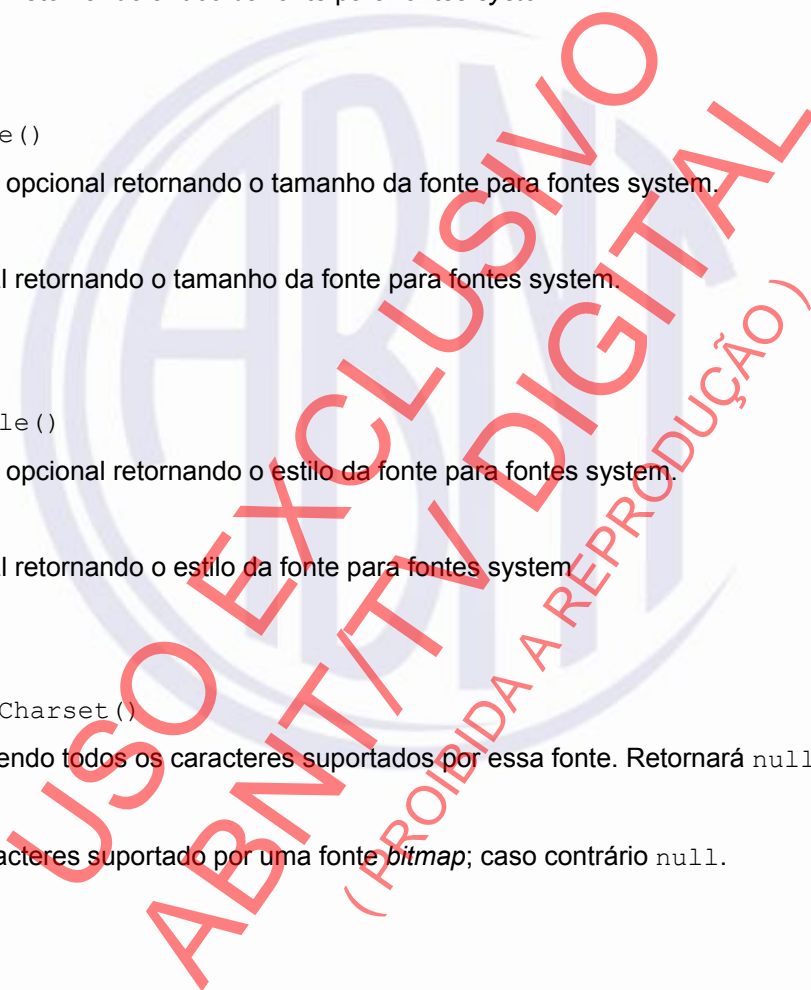 e()
opcional retornando o tamanho da fonte para fontes system.
l retornando o tamanho da fonte para fontes system.
le()
opcional retornando o estilo da fonte para fontes system.
l retornando o estilo da fonte para fontes system
Charset()
endo todos os caracteres suportados por essa fonte. Retornará null
acteres suportado por uma fonte bitmap; caso contrário null.
USO EXCLUSIVO
ABNT/TV DIGITAL
( PROIBIDA A REPRODUÇÃO )
ABNT